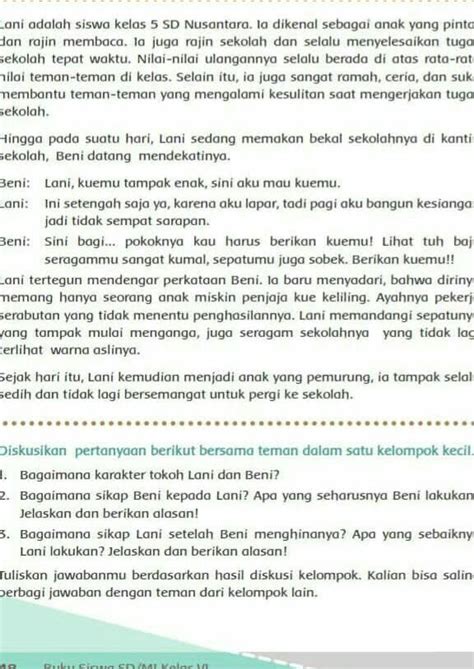 Lani adalah siswa kelas 5 SD Nusantara. Ia dikenal sebagai anak yang pinta
dan rajin membaca. Ia juga rajin sekolah dan selalu menyelesaikan tuga
sekolah tepat waktu. Nilai-nilai ulangannya selalu berada di atas rata-rat
nilai teman-teman di kelas. Selain itu, ia juga sangat ramah, ceria, dan suk
membantu teman-teman yang mengalami kesulitan saat mengerjakan tuga
sekolah.
Hingga pada suatu hari, Lani sedang memakan bekal sekolahnya di kanti
sekolah, Beni datang mendekatinya.
Beni: Lani, kuemu tampak enak, sini aku mau kuemu.
Lani: Ini setengah saja ya, karena aku lapar, tadi pagi aku bangun kesianga
jadi tidak sempat sarapan.
Beni: Sini bagi... pokoknya kau harus berikan kuemu! Lihat tuh baj
seragammu sangat kumal, sepatumu juga sobek. Berikan kuemu!!
Lani tertegun mendengar perkataan Beni. Ia baru menyadari, bahwa diriny
memang hanya seorang anak miskin penjaja kue keliling. Ayahnya pekerj
serabutan yang tidak menentu penghasilannya. Lani memandangi sepatuny
yang tampak mulai menganga, juga seragam sekolahnya yang tidak lag
terlihat warna aslinya.
Sejak hari itu, Lani kemudian menjadi anak yang pemurung, ia tampak selal
sedih dan tidak lagi bersemangat untuk pergi ke sekolah.
Diskusikan pertanyaan berikut bersama teman dalam satu kelompok kecil.
1. Bagaimana karakter tokoh Lani dan Beni?
2. Bagaimana sikap Beni kepada Lani? Apa yang seharusnya Beni lakukan
Jelaskan dan berikan alasan!
3. Bagaimana sikap Lani setelah Beni menghinanya? Apa yang sebaikny
Lani lakukan? Jelaskan dan berikan alasan!
Tuliskan jawabanmu berdasarkan hasil diskusi kelompok. Kalian bisa salin
berbagi jawaban dengan teman dari kelompok lain.
48 Buku Siswa SD/MI Kelas VI